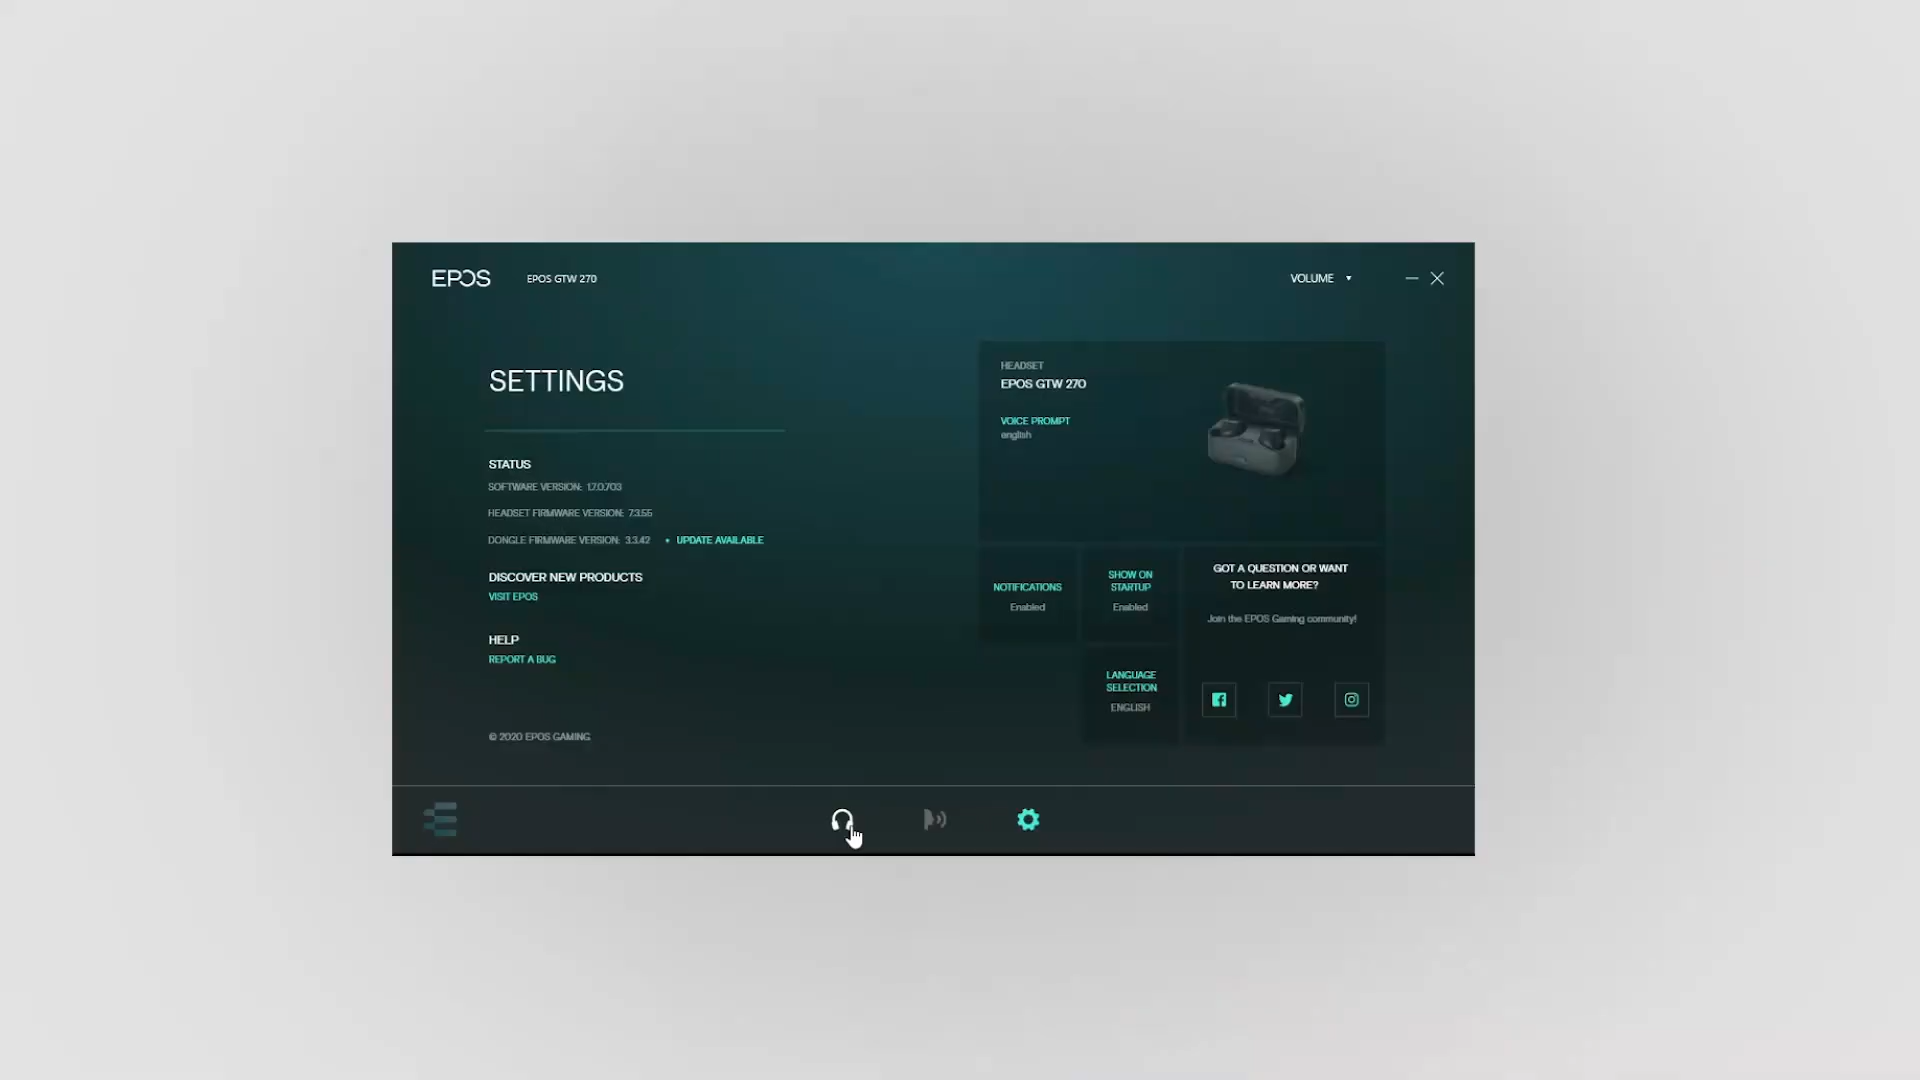 EPOS
EPOS GTW 270
VOLUME
SETTINGS
STATUS
SOFTWARE VERSION: 1.7.0.703
HEADSET FIRMWARE VERSION: 7.3.55
DONGLE FIRMWARE VERSION: 3.3.42 • UPDATE AVAILABLE
DISCOVER NEW PRODUCTS
VISIT EPOS
HELP
REPORT A BUG
© 2020 EPOS GAMING
HEADSET
EPOS GTW 270
VOICE PROMPT
english
NOTIFICATIONS
Enabled
SHOW ON
STARTUP
Enabled
LANGUAGE
SELECTION
ENGLISH
GOT A QUESTION OR WANT
TO LEARN MORE?
Join the EPOS Gaming community!